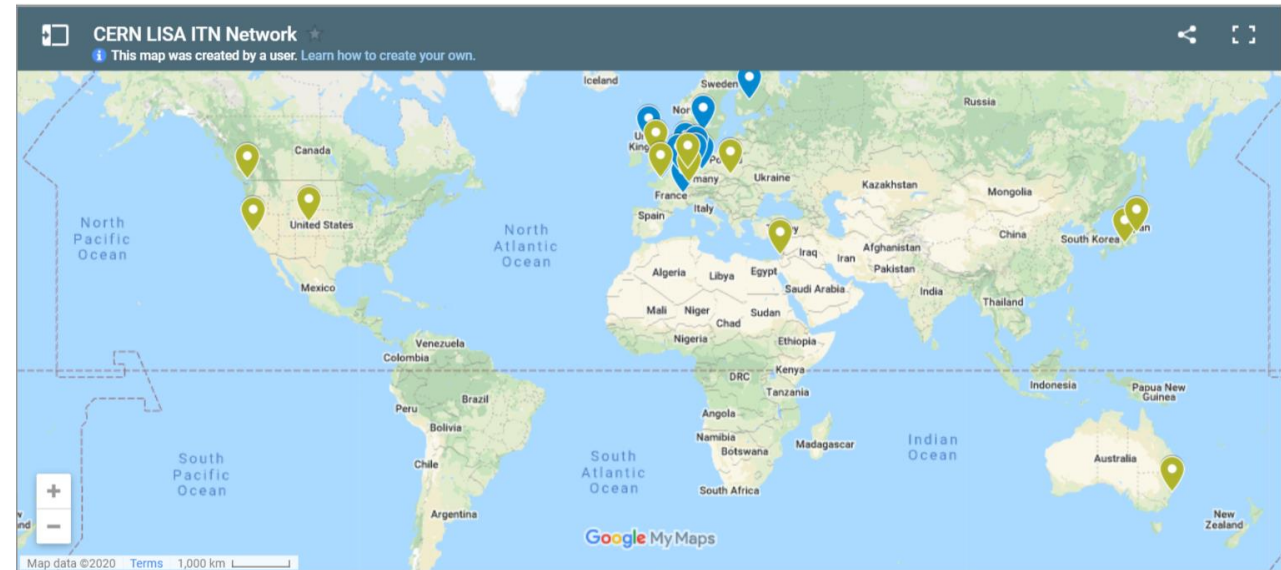 CERN LISA ITN Network
This map was created by a user. Learn how to create your own.
Iceland
Sweden
Russia
Nor
Canada
Ukraine
Kazakhstan
Mongolia
many
France
Italy
Spain
North
Pacific
Ocean
United States
North
Atlantic
Ocean
China
South Korea
Iraq
Iran
Afghanistan
Pakistan
Algeria
Libya
Egypt
Saudi Arabia
India
Mexico
Thailand
Mali
Niger
Sudan
Chad
Nigeria
Ethiopia
Venezuela
Colombia
DRC
Kenya
Tanzania
Indonesia
Papua New
Guinea
Brazil
Peru
Angola
Bolivia
Namibia
Botswana
Madagascar
Indian
Ocean
South
Pacific
Ocean
Chile
South
Atlantic
Ocean
Australia
South Africa
Argentina
New
Zealand
Google My Maps
Map data ©2020 Terms 1,000 km